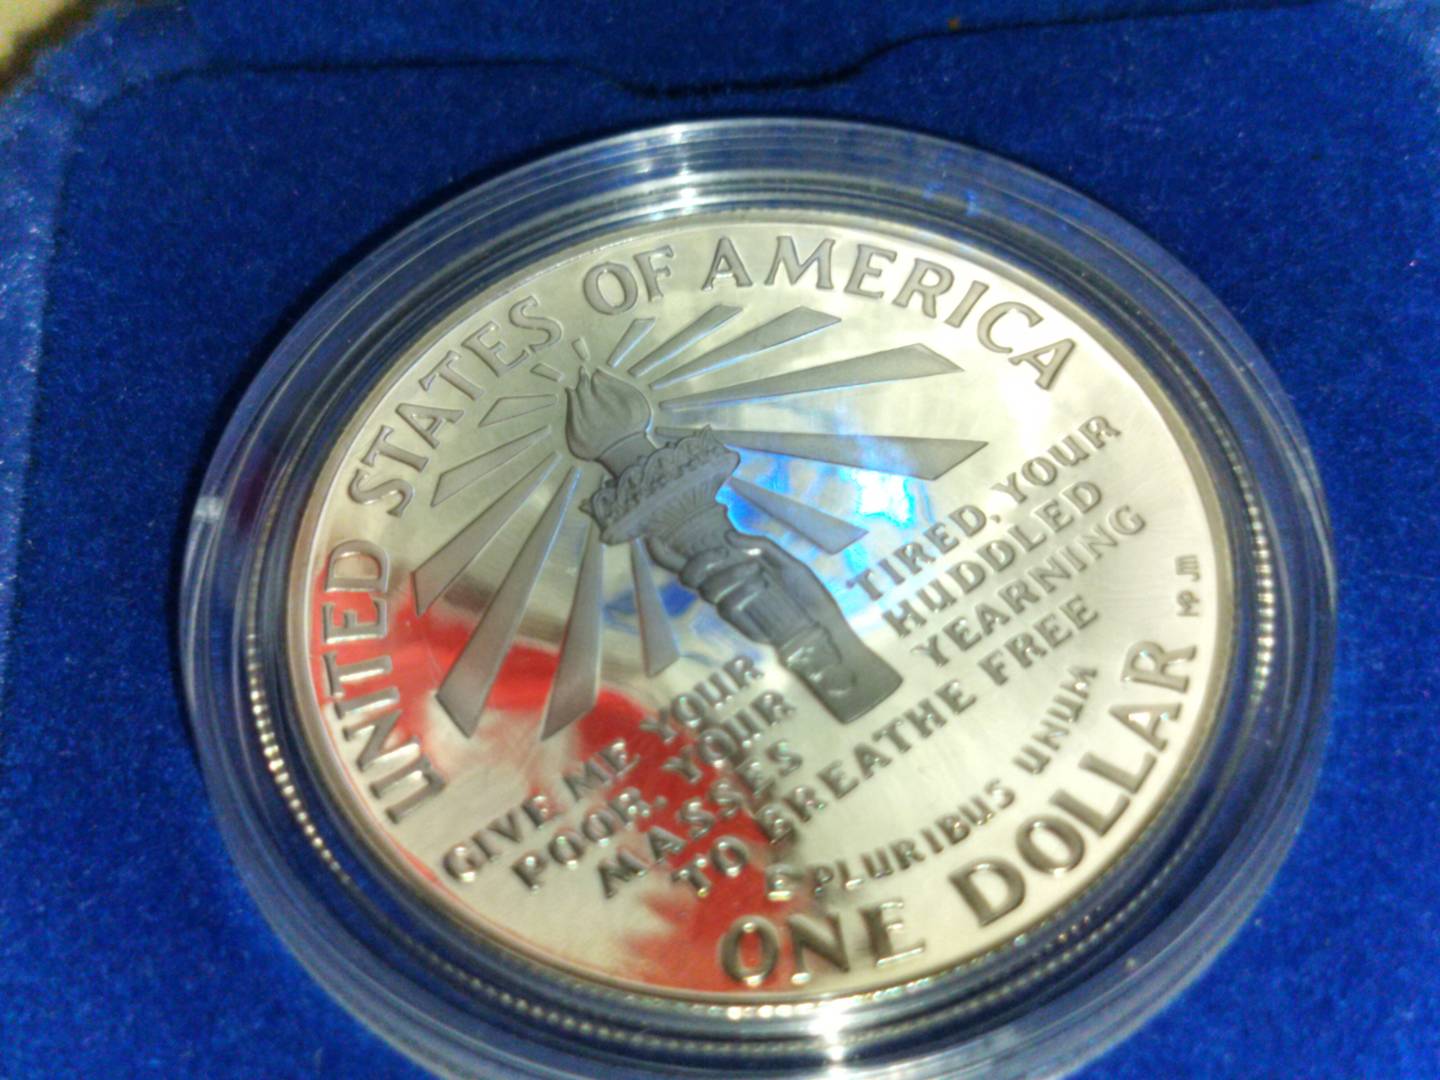 UNITED STATES OF AMERICA
GIVE ME YOUR TIRED, YOUR
POOR, YOUR HUDDLED
MASSES YEARNING
TO BREATHE FREE
E PLURIBUS UNUM
ONE DOLLAR